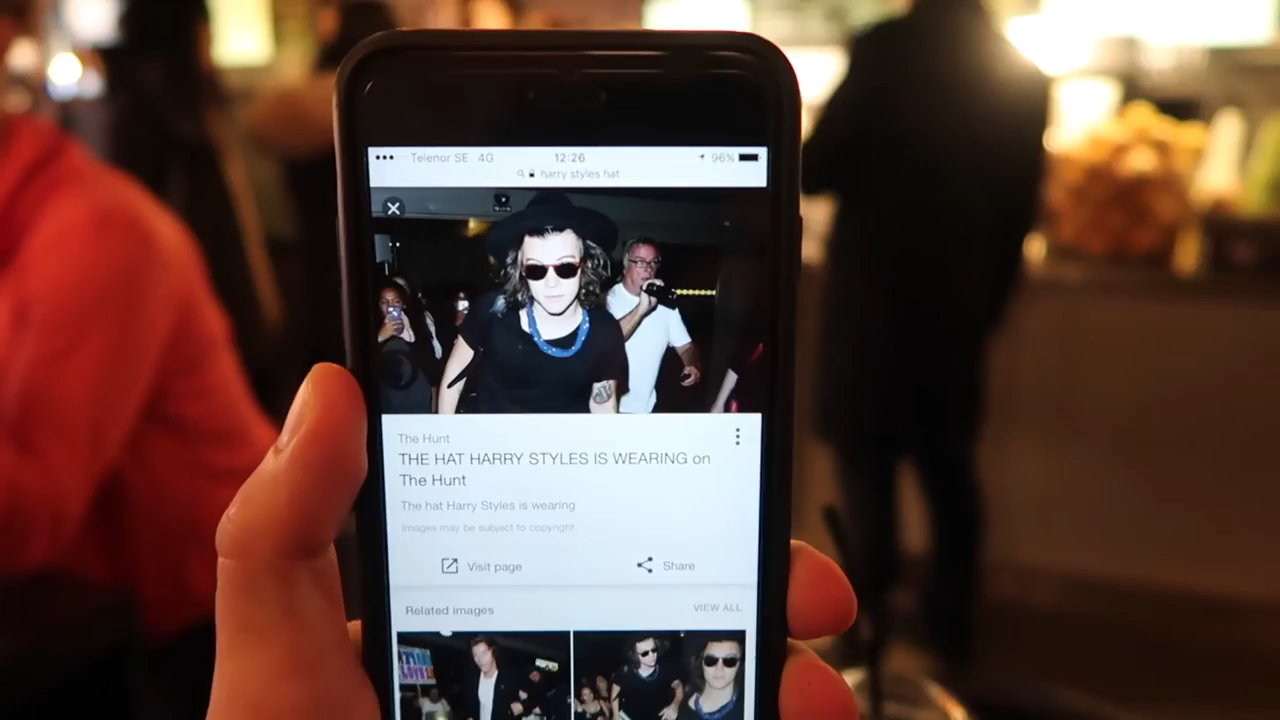 Telenor SE 4G 12:26 96%
harry styles hat
The Hunt
THE HAT HARRY STYLES IS WEARING on
The Hunt
The hat Harry Styles is wearing
Images may be subject to copyright.
Visit page Share
Related images VIEW ALL